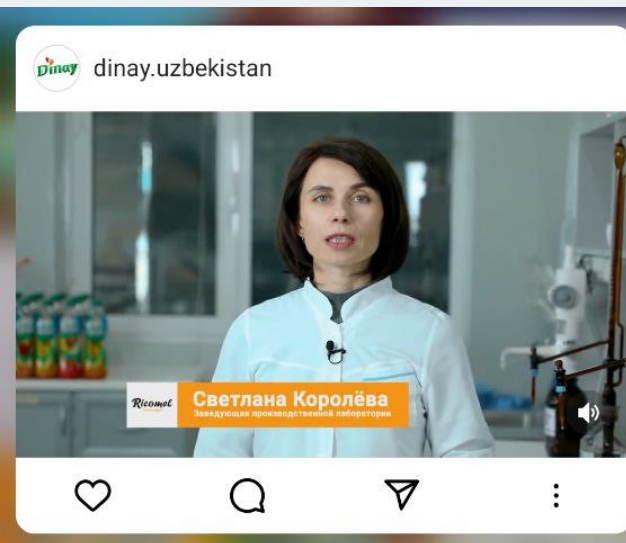 Dinay
dinay.uzbekistan
Ricomel
Светлана Королёва
Заведующая производственной лаборатории